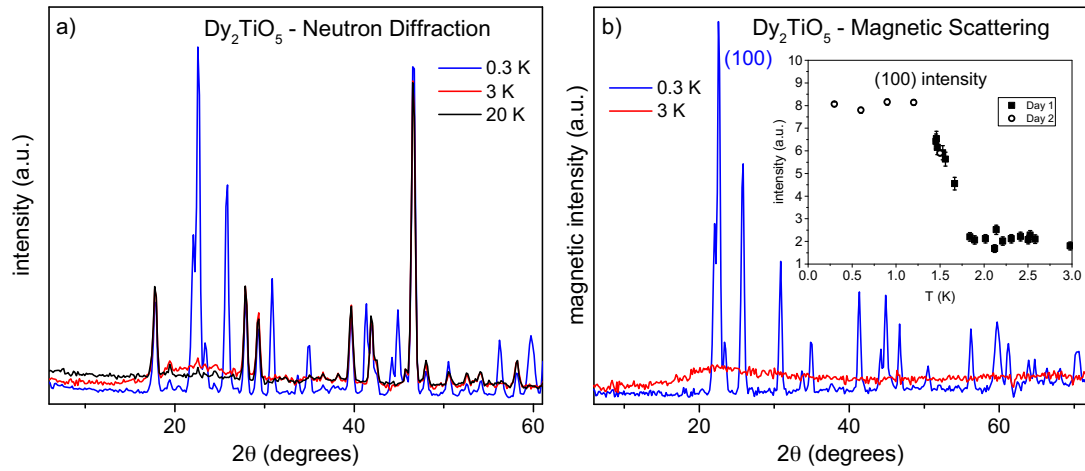 a)
Dy₂TiO₅ - Neutron Diffraction
0.3 K
3 K
20 K
intensity (a.u.)
20
40
60
2θ (degrees)
b)
Dy₂TiO₅ - Magnetic Scattering
(100)
0.3 K
3 K
magnetic intensity (a.u.)
20
40
60
2θ (degrees)
(100) intensity
Day 1
Day 2
intensity (a.u.)
10
9
8
7
6
5
4
3
2
1
0.0 0.5 1.0 1.5 2.0 2.5 3.0
T (K)